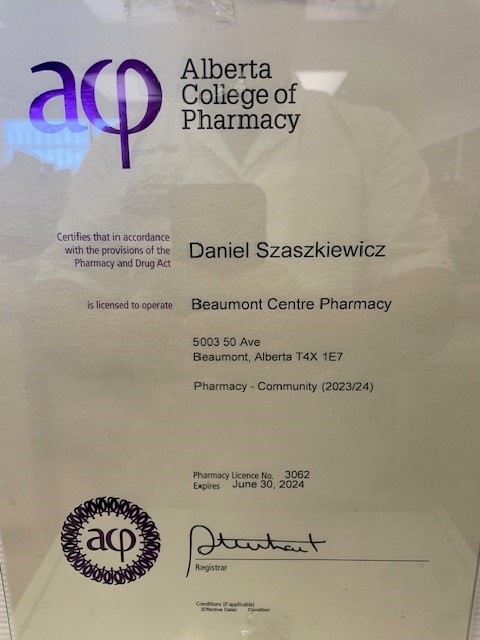 acp
Alberta
College of
Pharmacy
Certifies that in accordance
with the provisions of the
Pharmacy and Drug Act
Daniel Szaszkiewicz
is licensed to operate
Beaumont Centre Pharmacy
5003 50 Ave
Beaumont, Alberta T4X 1E7
Pharmacy - Community (2023/24)
Pharmacy Licence No. 3062
Expires June 30, 2024
acp
Registrar
Conditions (if applicable)
(Effective Date) Condition